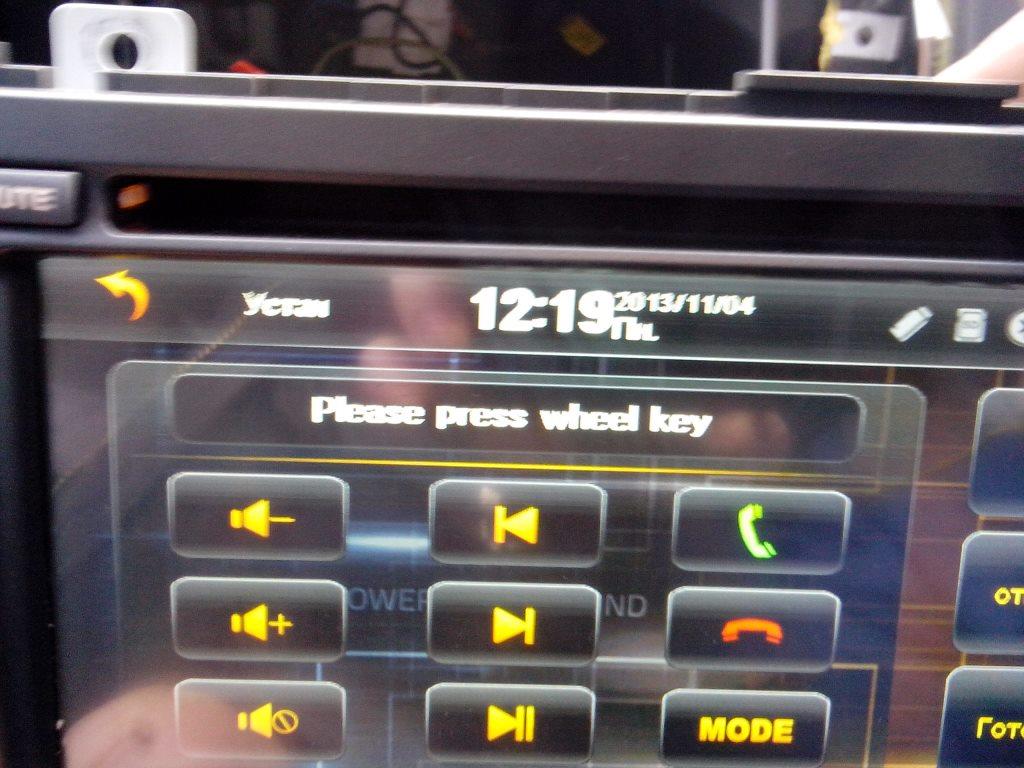 UTE
Устан
12:19
2013/11/04
Пн.
Please press wheel key
OWER
ND
от
MODE
Гото